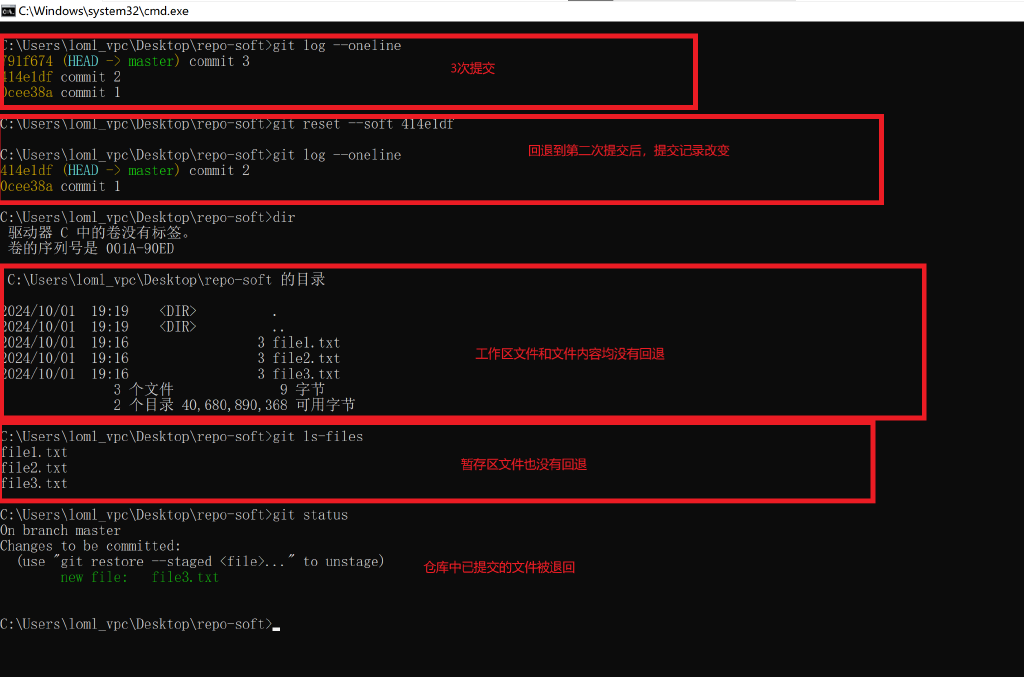 C:\Windows\system32\cmd.exe
C:\Users\loml_vpc\Desktop\repo-soft>git log --oneline
791f674 (HEAD -> master) commit 3
414e1df commit 2
0cee38a commit 1
3次提交
C:\Users\loml_vpc\Desktop\repo-soft>git reset --soft 414e1df
C:\Users\loml_vpc\Desktop\repo-soft>git log --oneline
414e1df (HEAD -> master) commit 2
0cee38a commit 1
回退到第二次提交后，提交记录改变
C:\Users\loml_vpc\Desktop\repo-soft>dir
驱动器 C 中的卷没有标签。
卷的序列号是 001A-90ED
C:\Users\loml_vpc\Desktop\repo-soft 的目录
2024/10/01  19:19    <DIR>          .
2024/10/01  19:19    <DIR>          ..
2024/10/01  19:16                 3 file1.txt
2024/10/01  19:16                 3 file2.txt
2024/10/01  19:16                 3 file3.txt
3 个文件              9 字节
2 个目录 40,680,890,368 可用字节
工作区文件和文件内容均没有回退
C:\Users\loml_vpc\Desktop\repo-soft>git ls-files
file1.txt
file2.txt
file3.txt
暂存区文件也没有回退
C:\Users\loml_vpc\Desktop\repo-soft>git status
On branch master
Changes to be committed:
(use "git restore --staged <file>..." to unstage)
new file:   file3.txt
仓库中已提交的文件被退回
C:\Users\loml_vpc\Desktop\repo-soft>